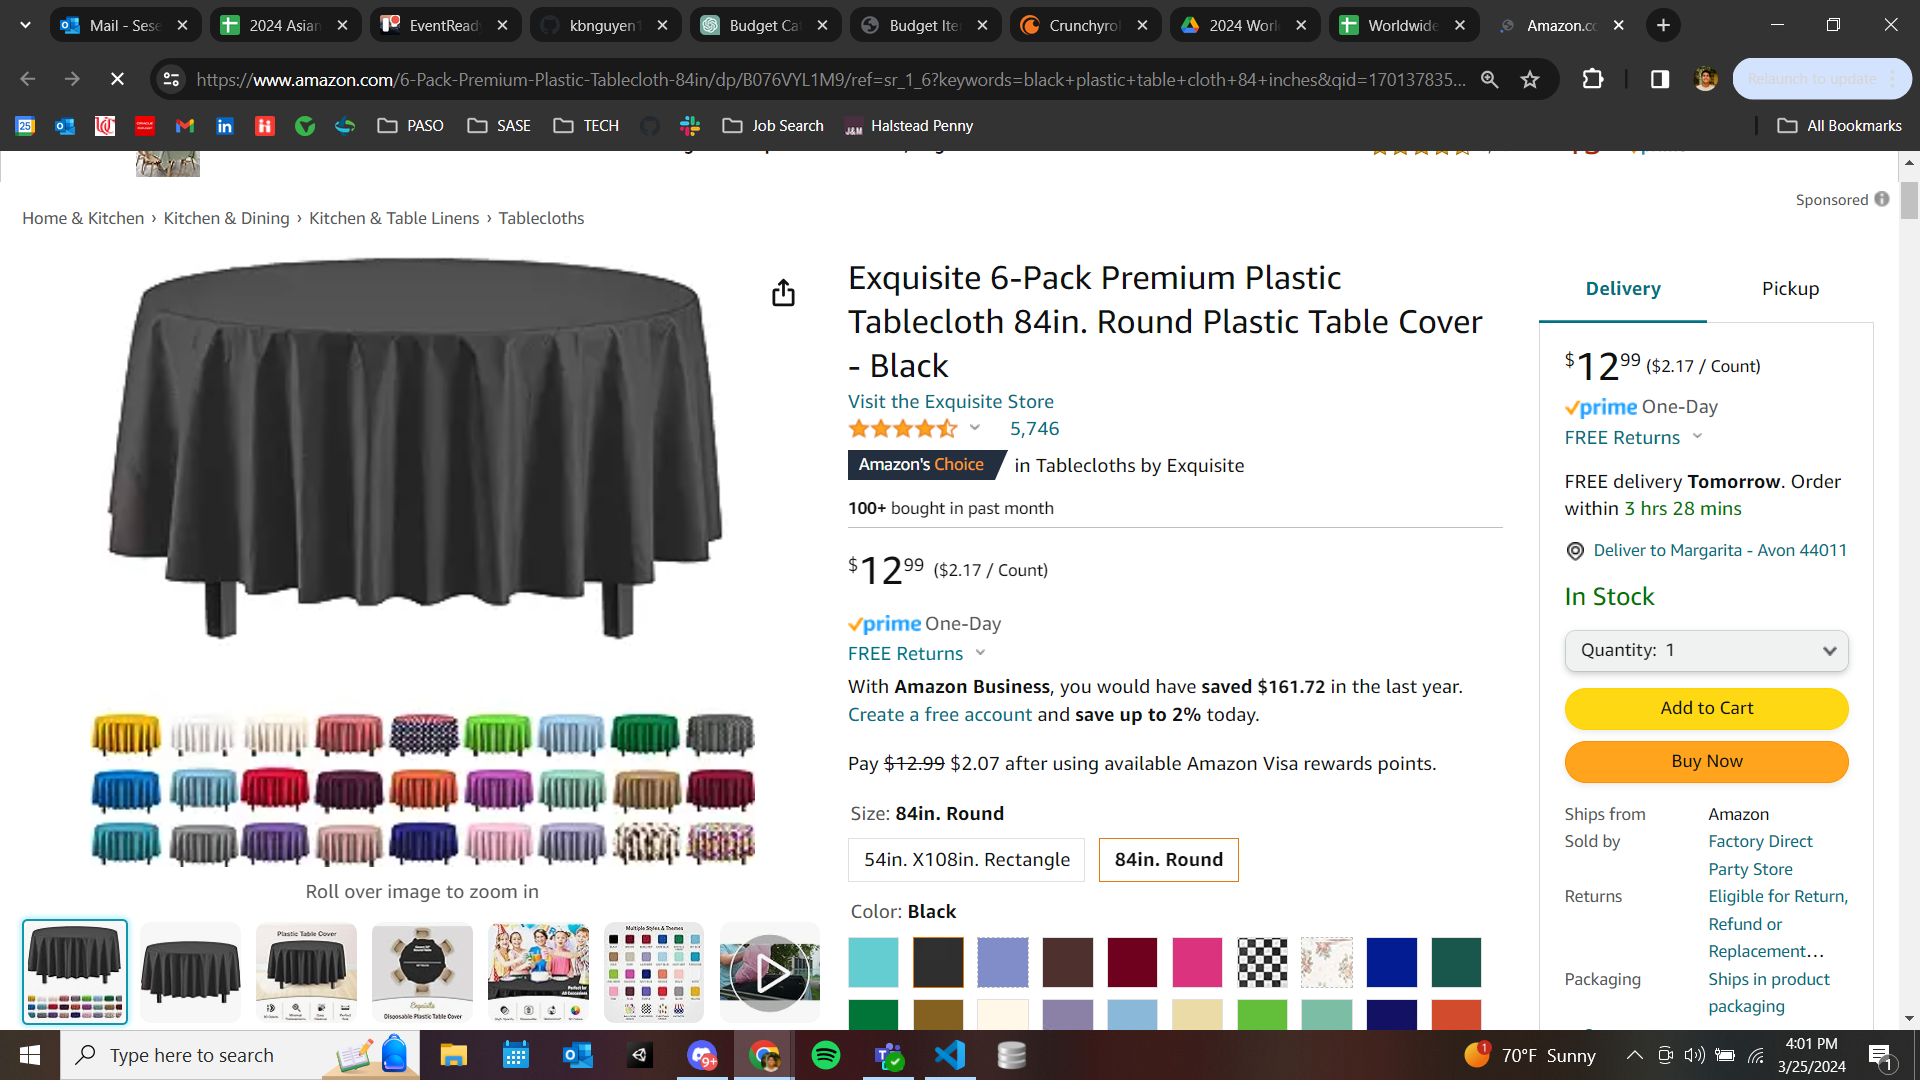 Mail - Sese
2024 Asian
EventReady
kbnguyen1
Budget Ca
Budget Iter
Crunchyrol
2024 Worl
Worldwide
Amazon.co
https://www.amazon.com/6-Pack-Premium-Plastic-Tablecloth-84in/dp/B076VYL1M9/ref=sr_1_6?keywords=black+plastic+table+cloth+84+inches&qid=170137835...
Relaunch to update
PASO
SASE
TECH
Job Search
J&M
Halstead Penny
All Bookmarks
Sponsored
Home & Kitchen › Kitchen & Dining › Kitchen & Table Linens › Tablecloths
Exquisite 6-Pack Premium Plastic
Tablecloth 84in. Round Plastic Table Cover
- Black
Visit the Exquisite Store
5,746
Amazon's Choice in Tablecloths by Exquisite
100+ bought in past month
$12 99 ($2.17 / Count)
prime One-Day
FREE Returns
With Amazon Business, you would have saved $161.72 in the last year.
Create a free account and save up to 2% today.
Pay $12.99 $2.07 after using available Amazon Visa rewards points.
Size: 84in. Round
54in. X108in. Rectangle
84in. Round
Color: Black
Roll over image to zoom in
Plastic Table Cover
Exquisite
Disposable Plastic Table Cover
Perfect for
Multiple Styles & Themes
Delivery
Pickup
$12 99 ($2.17 / Count)
prime One-Day
FREE Returns
FREE delivery Tomorrow. Order
within 3 hrs 28 mins
Deliver to Margarita - Avon 44011
In Stock
Quantity: 1
Add to Cart
Buy Now
Ships from Amazon
Sold by Factory Direct
Party Store
Returns Eligible for Return,
Refund or
Replacement...
Packaging Ships in product
packaging
Type here to search
9+
70°F Sunny
4:01 PM
3/25/2024
1